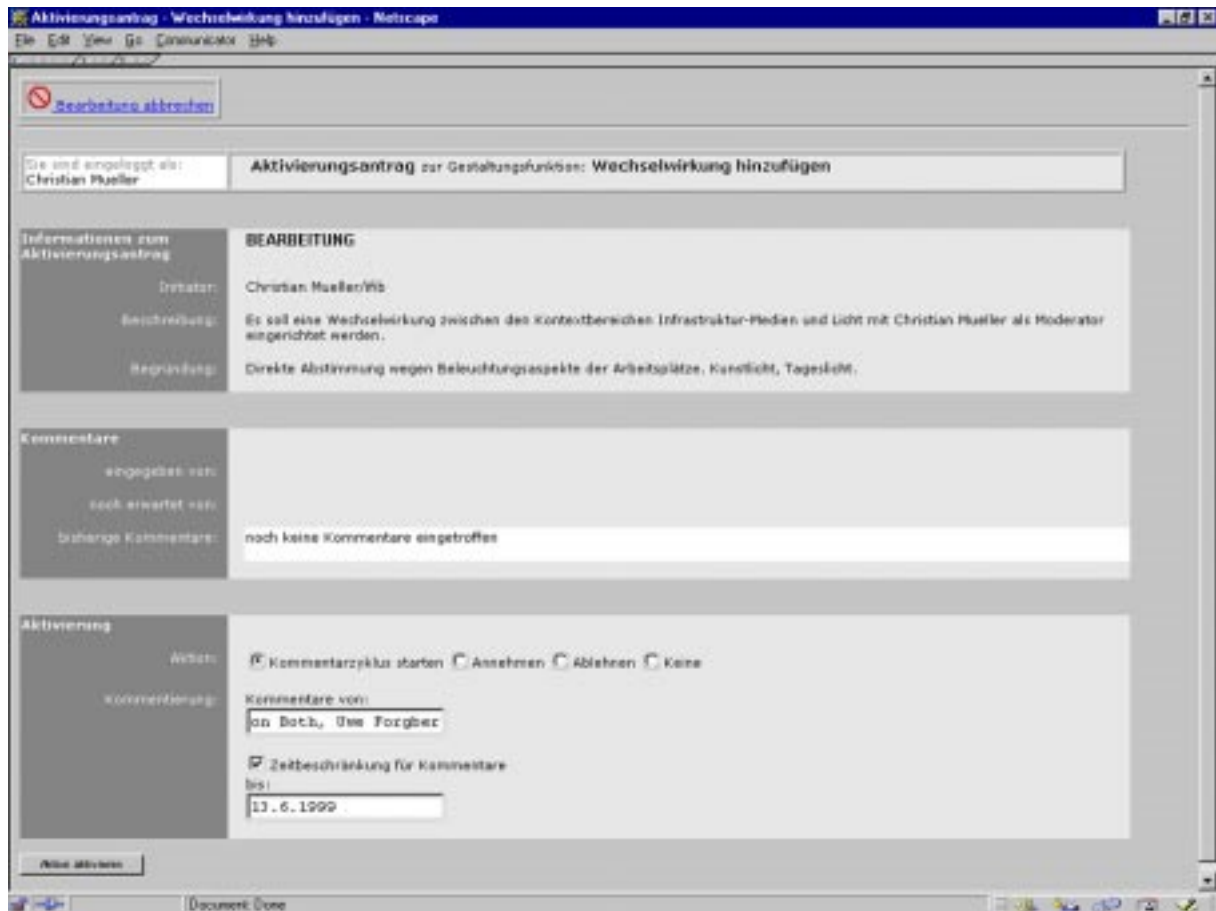 Aktivierungsantrag - Wechselwirkung hinzufügen - Netscape
File Edit View Go Communicator Help
Bearbeitung abbrechen
Sie sind eingeloggt als:
Christian Mueller
Aktivierungsantrag zur Gestaltungsfunktion: Wechselwirkung hinzufügen
Informationen zum
Aktivierungsantrag
BEARBEITUNG
Initiator:
Christian Mueller/Wb
Beschreibung:
Es soll eine Wechselwirkung zwischen den Kontextbereichen Infrastruktur-Medien und Licht mit Christian Mueller als Moderator
eingerichtet werden.
Begründung:
Direkte Abstimmung wegen Beleuchtungsaspekte der Arbeitsplätze, Kunstlicht, Tageslicht.
Kommentare
eingegeben von:
noch erwartet von:
bisherige Kommentare:
noch keine Kommentare eingetroffen
Aktivierung
Aktion:
Kommentarzyklus starten Annehmen Ablehnen Keine
Kommentierung:
Kommentare von:
on Both, Uwe Forgber
Zeitbeschränkung für Kommentare
bis:
13.6.1999
Aktion aktivieren
Document: Done